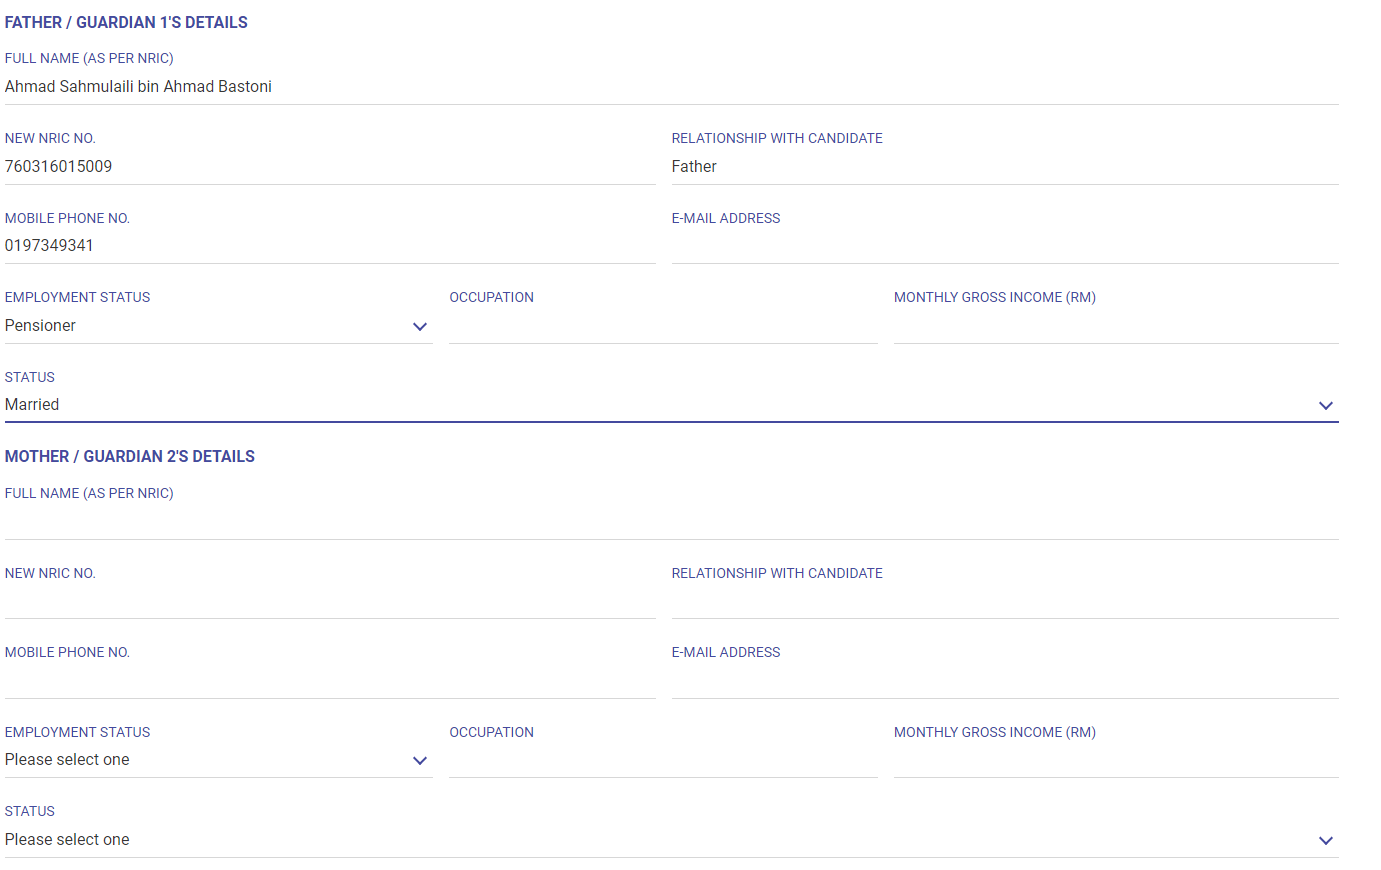 FATHER / GUARDIAN 1'S DETAILS
FULL NAME (AS PER NRIC)
Ahmad Sahmulaili bin Ahmad Bastoni
NEW NRIC NO. RELATIONSHIP WITH CANDIDATE
760316015009 Father
MOBILE PHONE NO. E-MAIL ADDRESS
0197349341
EMPLOYMENT STATUS OCCUPATION MONTHLY GROSS INCOME (RM)
Pensioner
STATUS
Married
MOTHER / GUARDIAN 2'S DETAILS
FULL NAME (AS PER NRIC)
NEW NRIC NO. RELATIONSHIP WITH CANDIDATE
MOBILE PHONE NO. E-MAIL ADDRESS
EMPLOYMENT STATUS OCCUPATION MONTHLY GROSS INCOME (RM)
Please select one
STATUS
Please select one